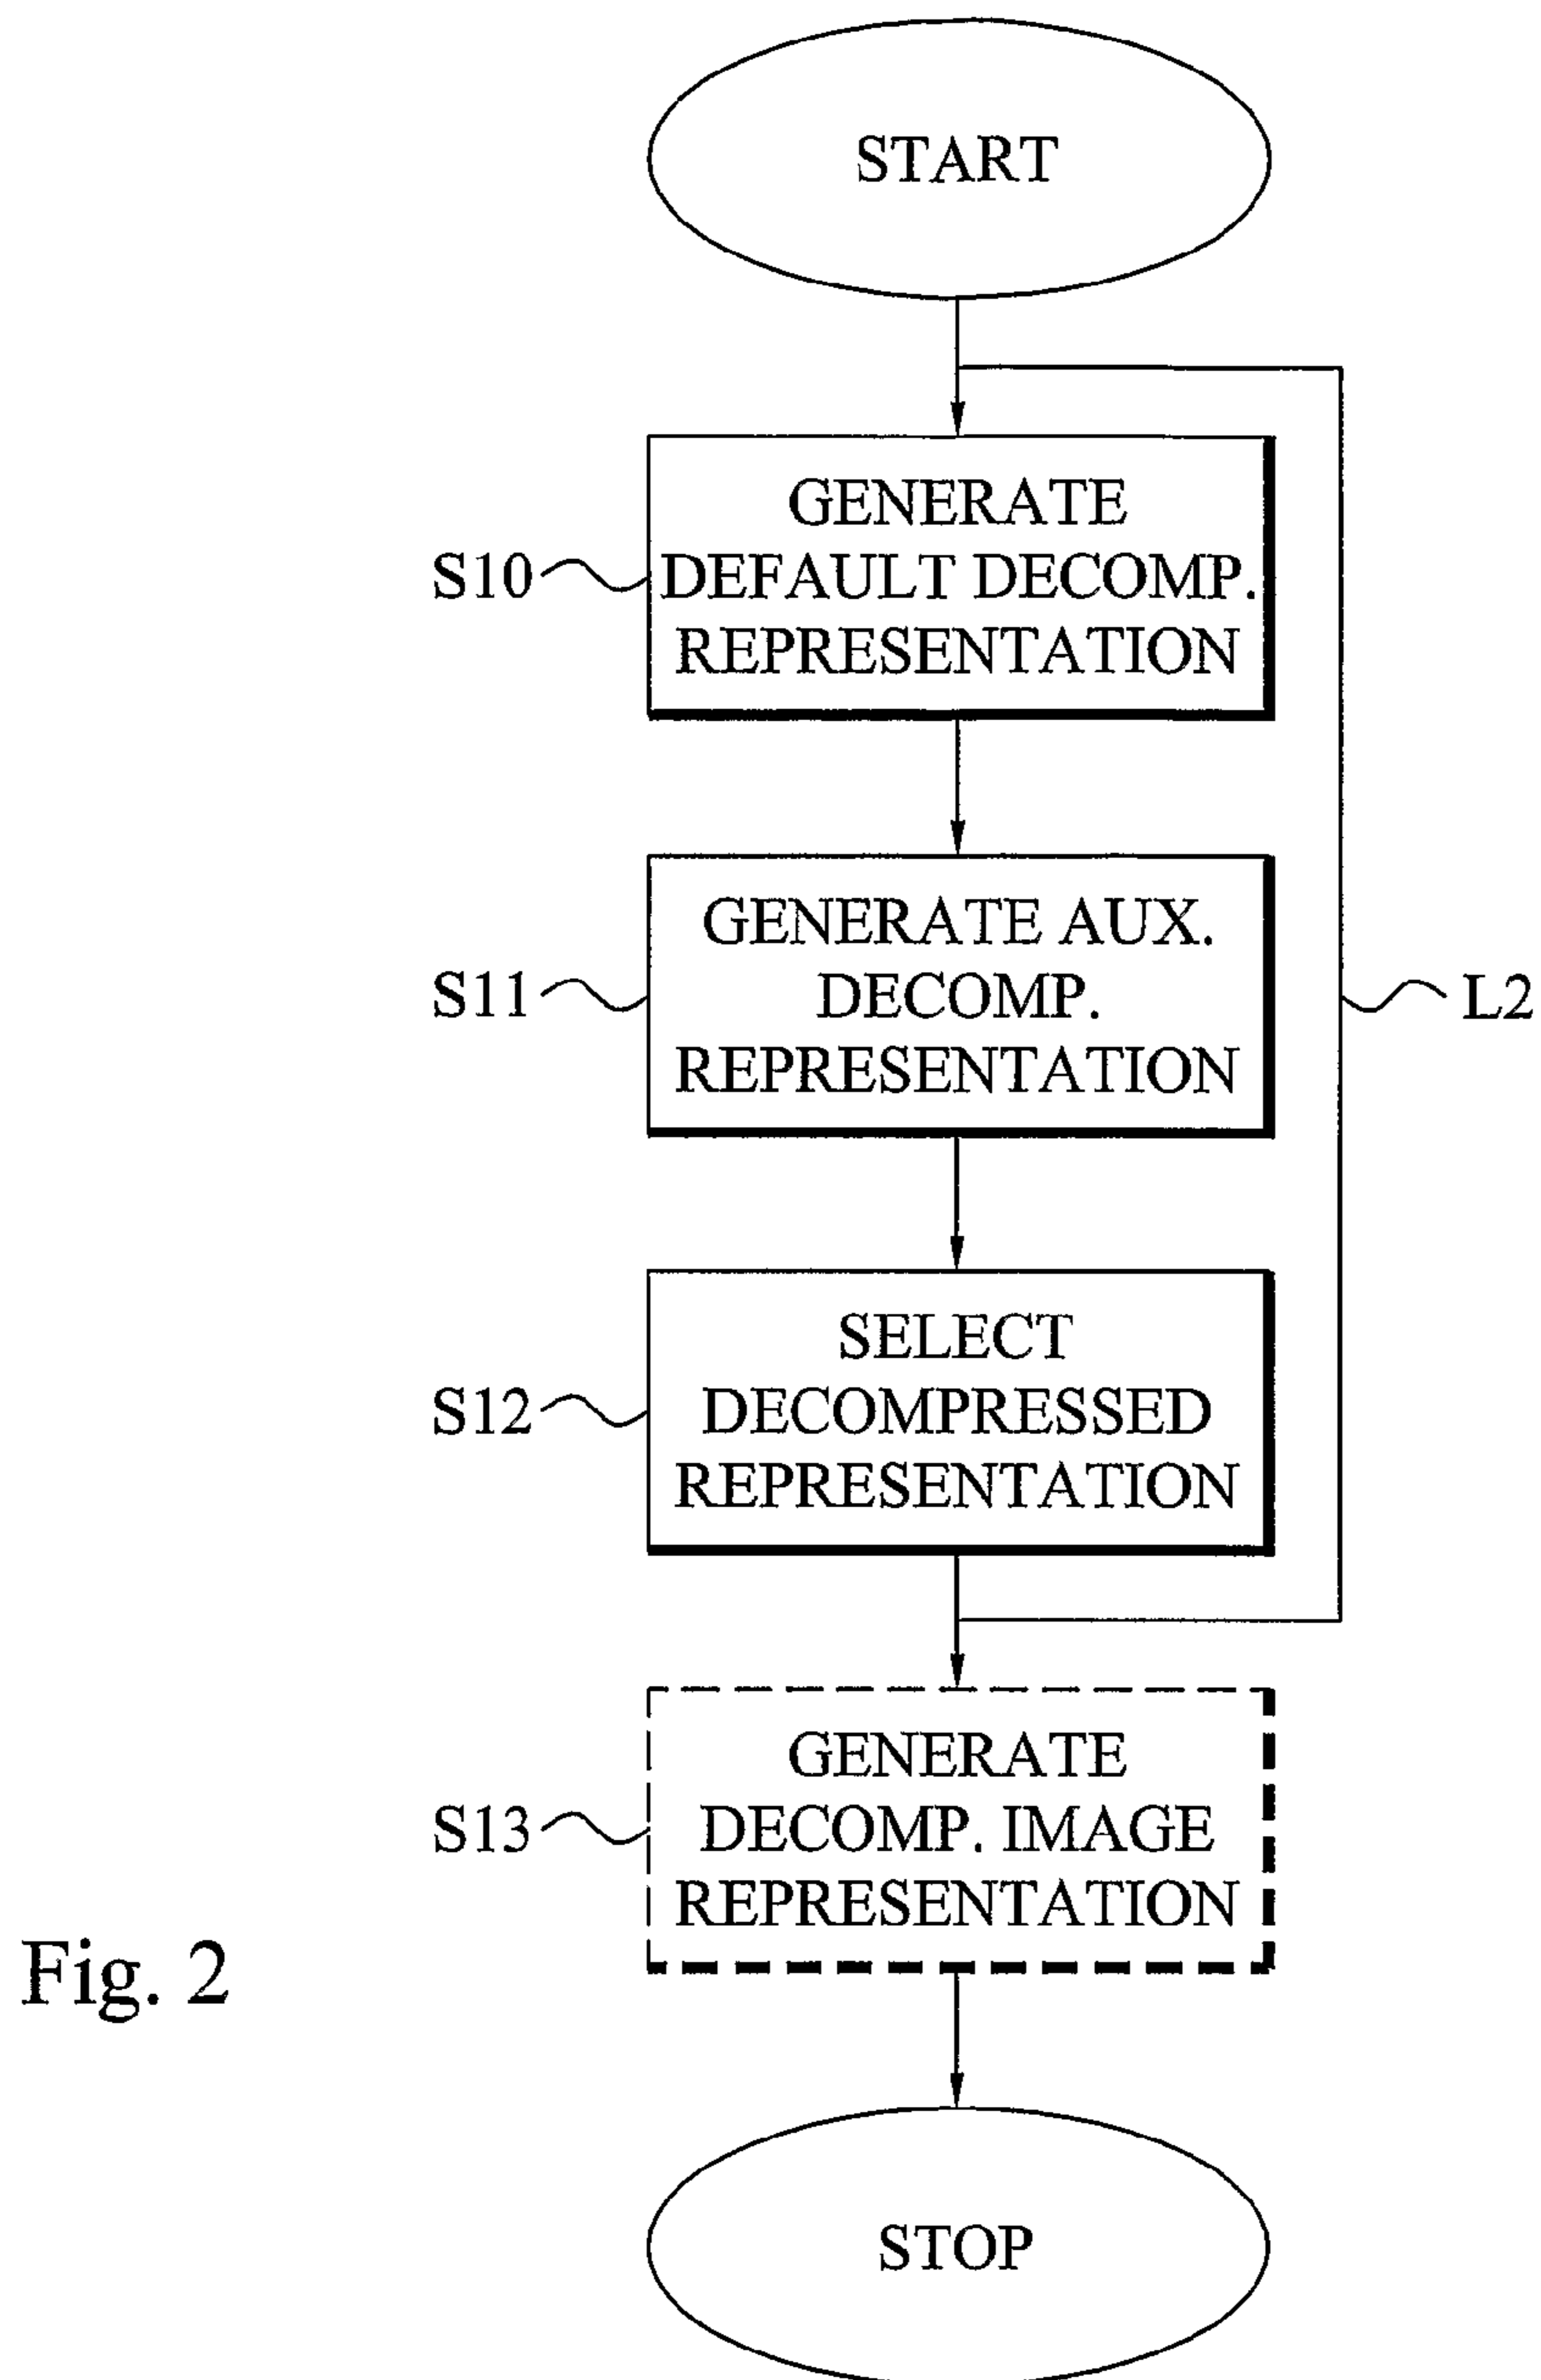 START
GENERATE
DEFAULT DECOMP.
REPRESENTATION
S10
GENERATE AUX.
DECOMP.
REPRESENTATION
S11
L2
SELECT
DECOMPRESSED
REPRESENTATION
S12
GENERATE
DECOMP. IMAGE
REPRESENTATION
S13
STOP
Fig. 2